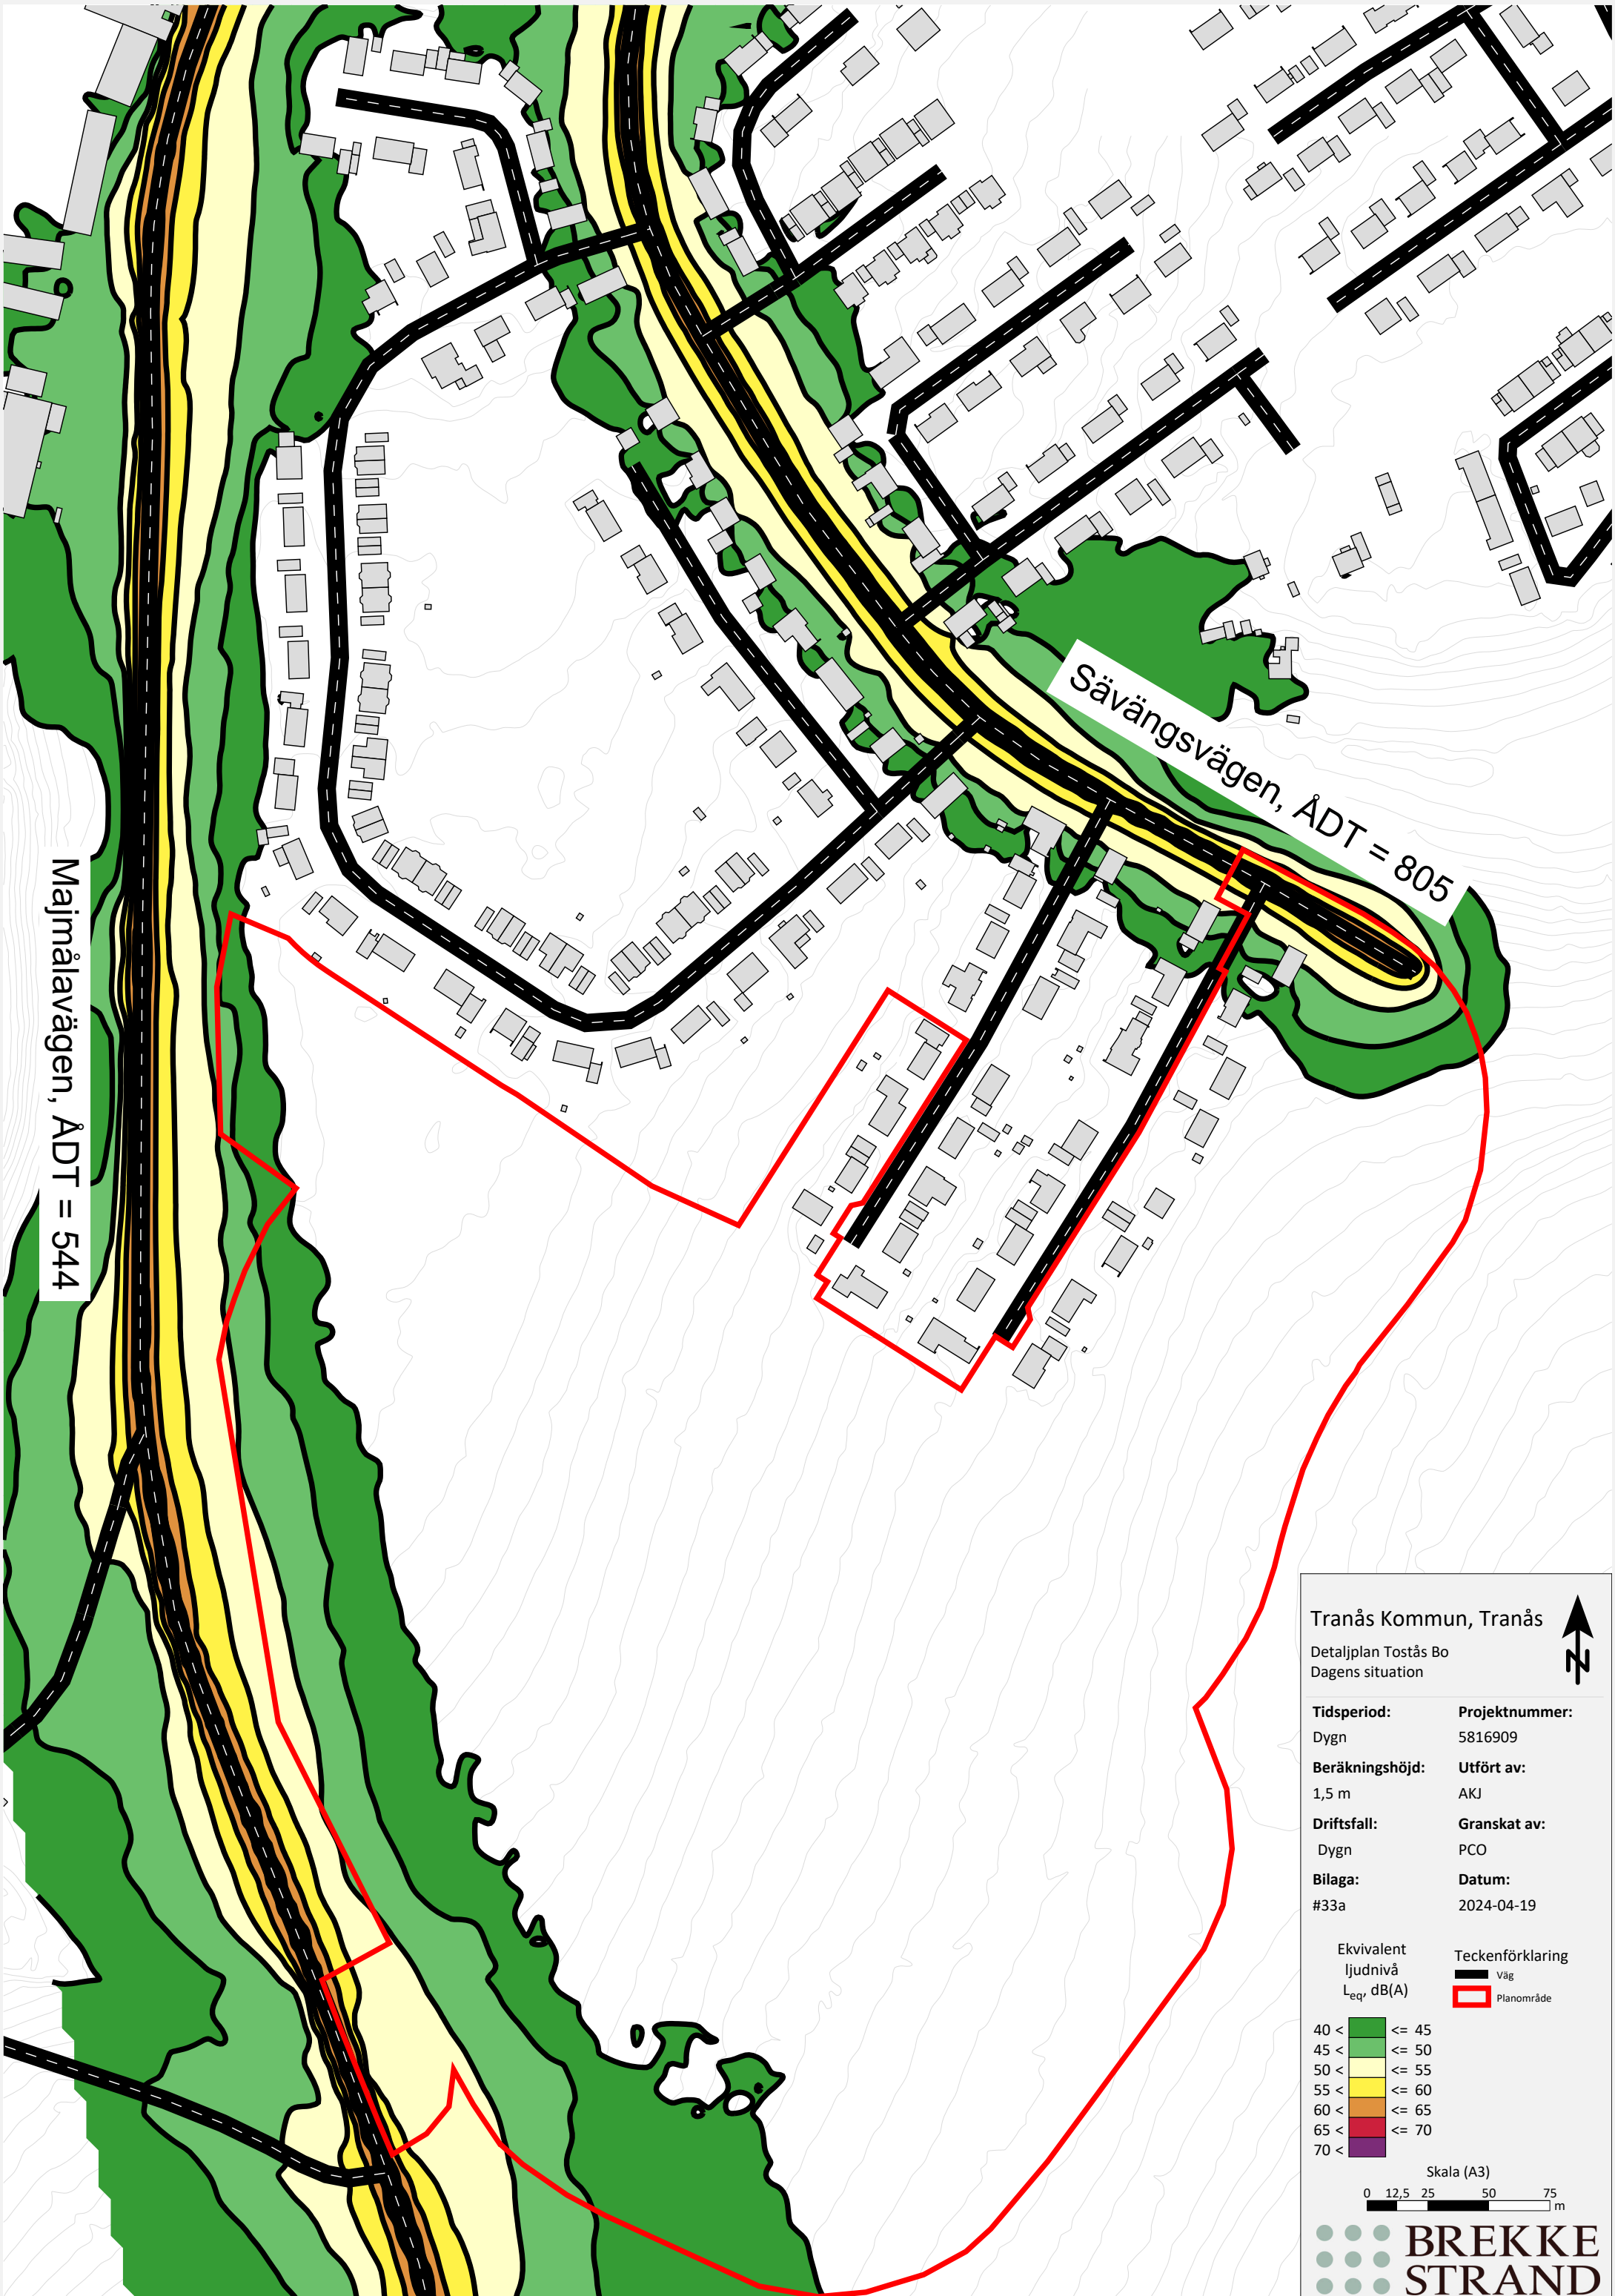 Sävängsvägen, ÅDT = 805
Majmålavägen, ÅDT = 544
Tranås Kommun, Tranås
Detaljplan Tostås Bo
Dagens situation
N
Tidsperiod: Projektnummer:
Dygn 5816909
Beräkningshöjd: Utfört av:
1,5 m AKJ
Driftsfall: Granskat av:
Dygn PCO
Bilaga: Datum:
#33a 2024-04-19
Ekvivalent
ljudnivå
Leq, dB(A)
Teckenförklaring
Väg
Planområde
40 < <= 45
45 < <= 50
50 < <= 55
55 < <= 60
60 < <= 65
65 < <= 70
70 <
Skala (A3)
0 12,5 25 50 75
m
BREKKE
STRAND